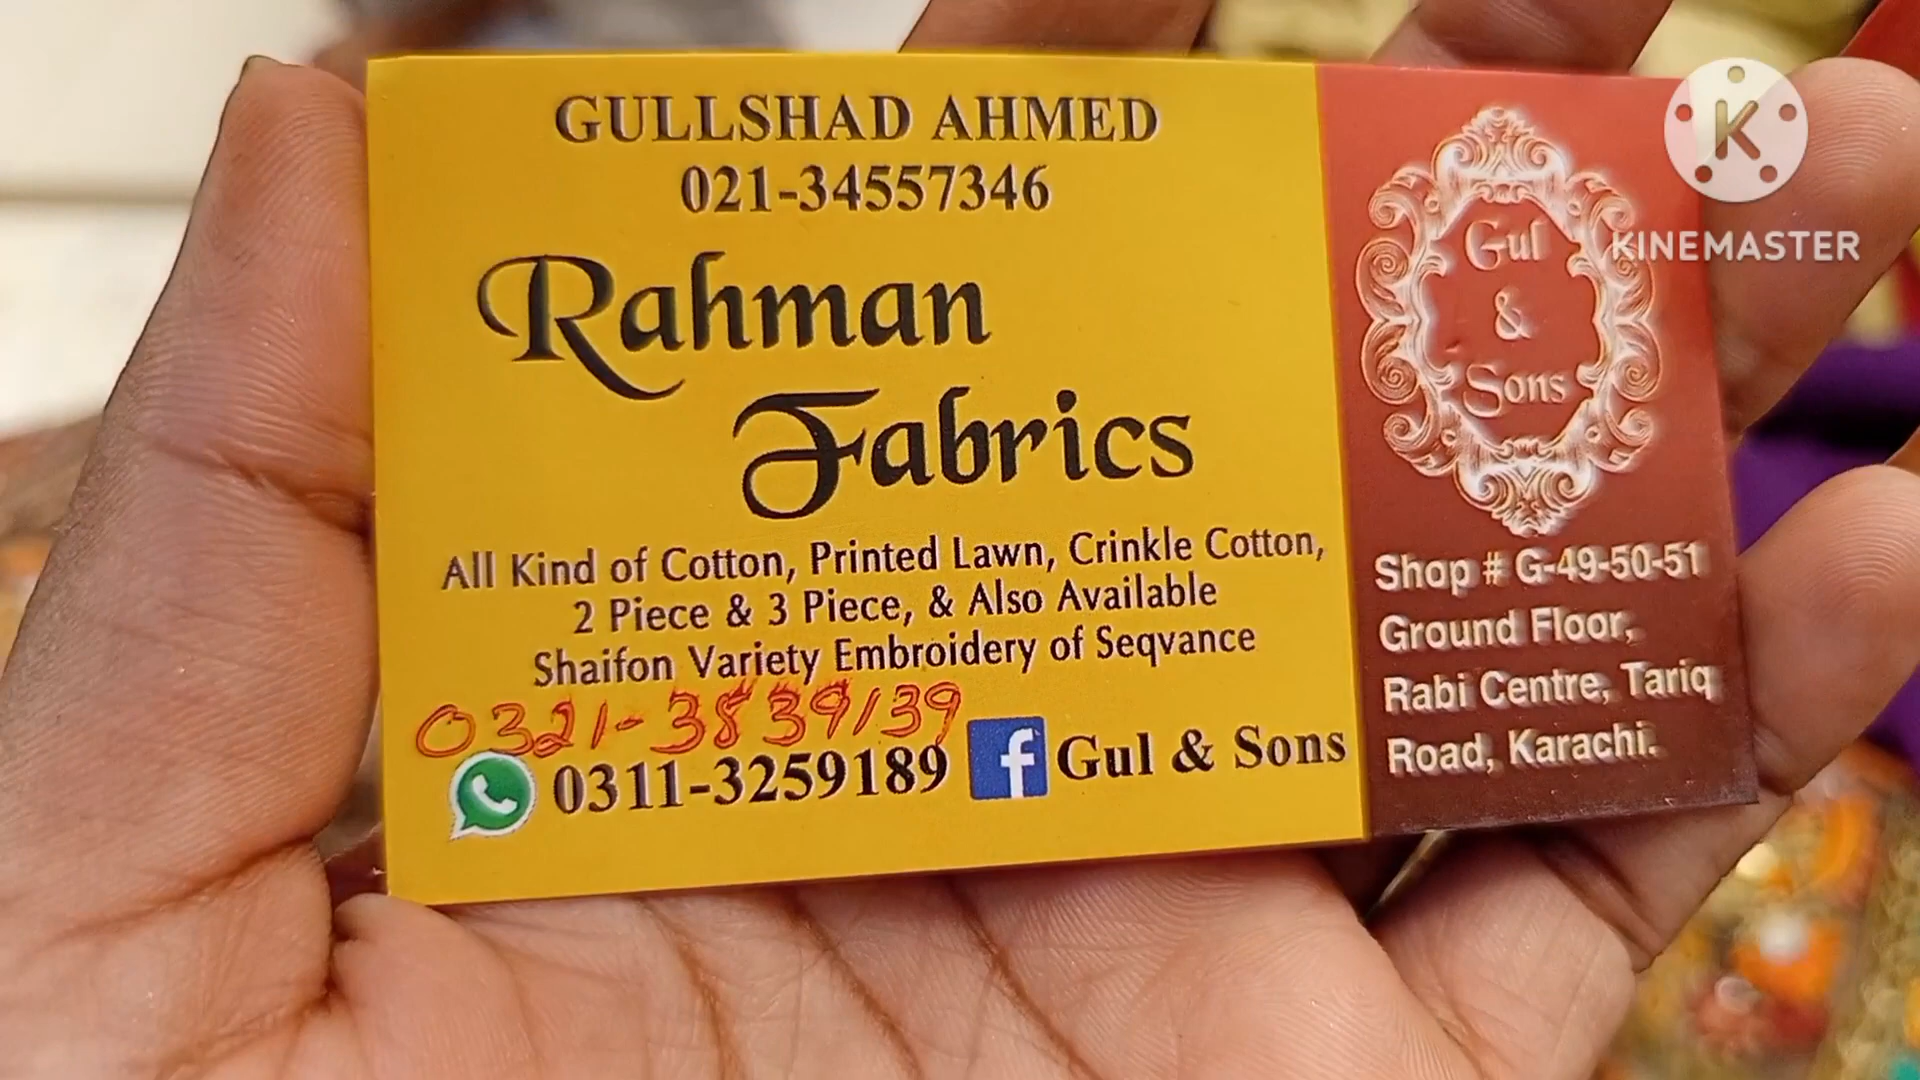 GULLSHAD AHMED
021-34557346
Rahman
Fabrics
All Kind of Cotton, Printed Lawn, Crinkle Cotton,
2 Piece & 3 Piece, & Also Available
Shaifon Variety Embroidery of Seqvance
0321-3839139
0311-3259189
Gul & Sons
Gul
&
Sons
Shop # G-49-50-51
Ground Floor,
Rabi Centre, Tariq
Road, Karachi.
K
KINEMASTER